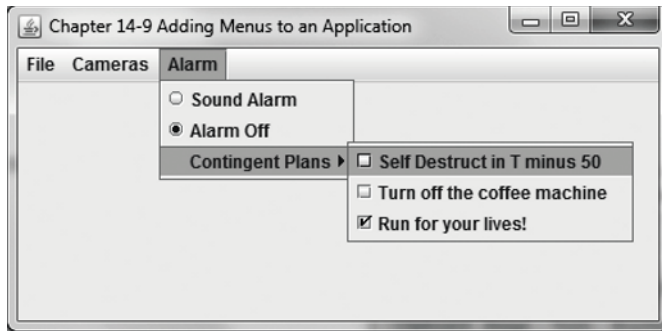 Chapter 14-9 Adding Menus to an Application
File Cameras Alarm
Sound Alarm
Alarm Off
Contingent Plans
Self Destruct in T minus 50
Turn off the coffee machine
Run for your lives!